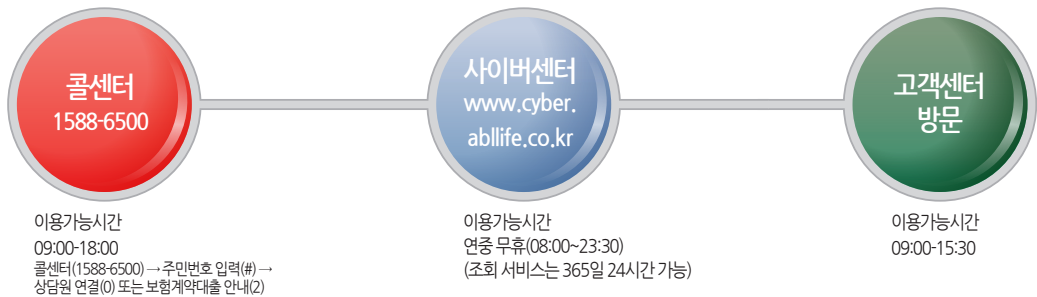 콜센터
1588-6500
이용가능시간
09:00-18:00
콜센터(1588-6500) → 주민번호 입력(#) →
상담원 연결(0) 또는 보험계약대출 안내(2)
사이버센터
www.cyber.
abllife.co.kr
이용가능시간
연중 무휴(08:00~23:30)
(조회 서비스는 365일 24시간 가능)
고객센터
방문
이용가능시간
09:00-15:30